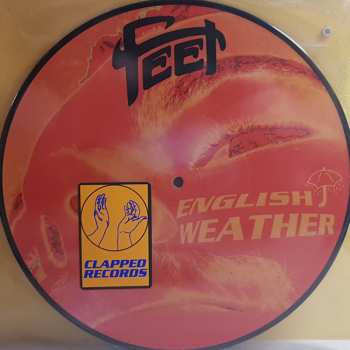 FEET
ENGLISH
WEATHER
CLAPPED
RECORDS